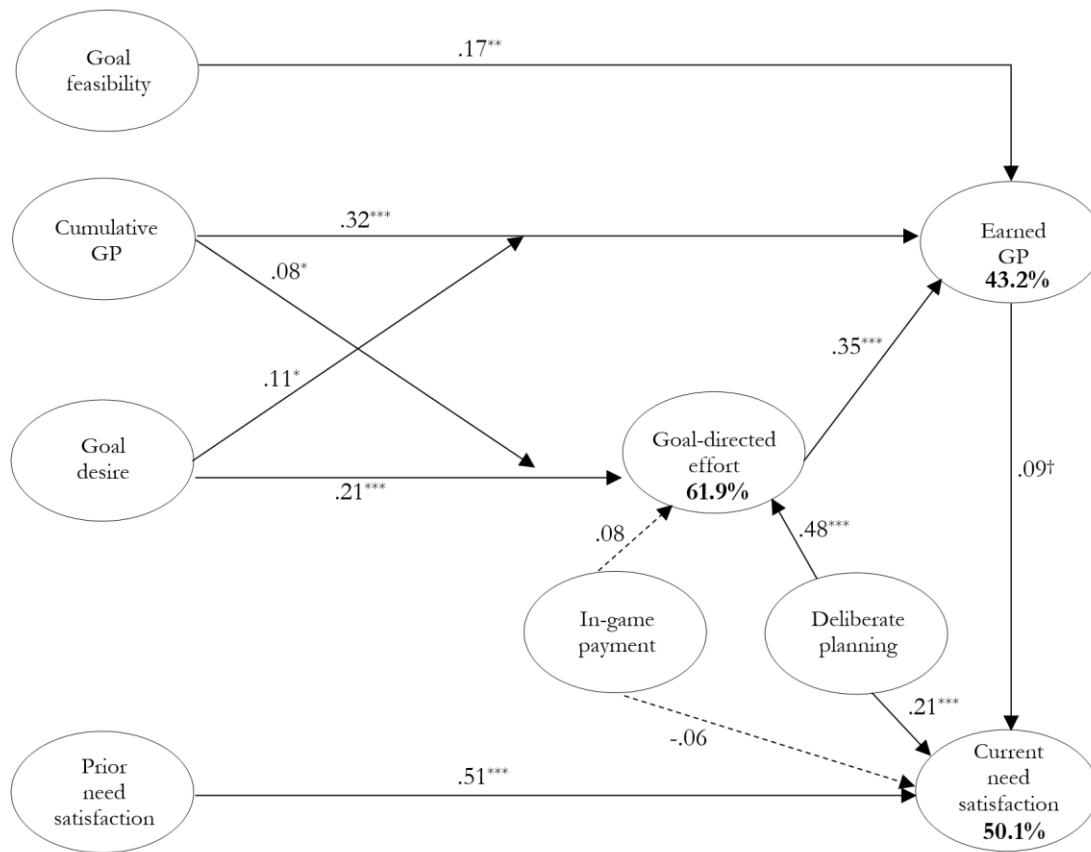 Goal
feasibility
.17**
Cumulative
GP
.32***
.08*
Earned
GP
43.2%
.11*
.35***
Goal
desire
.21***
Goal-directed
effort
61.9%
.09†
.08
.48***
In-game
payment
Deliberate
planning
-.06
.21***
Prior
need
satisfaction
.51***
Current
need
satisfaction
50.1%